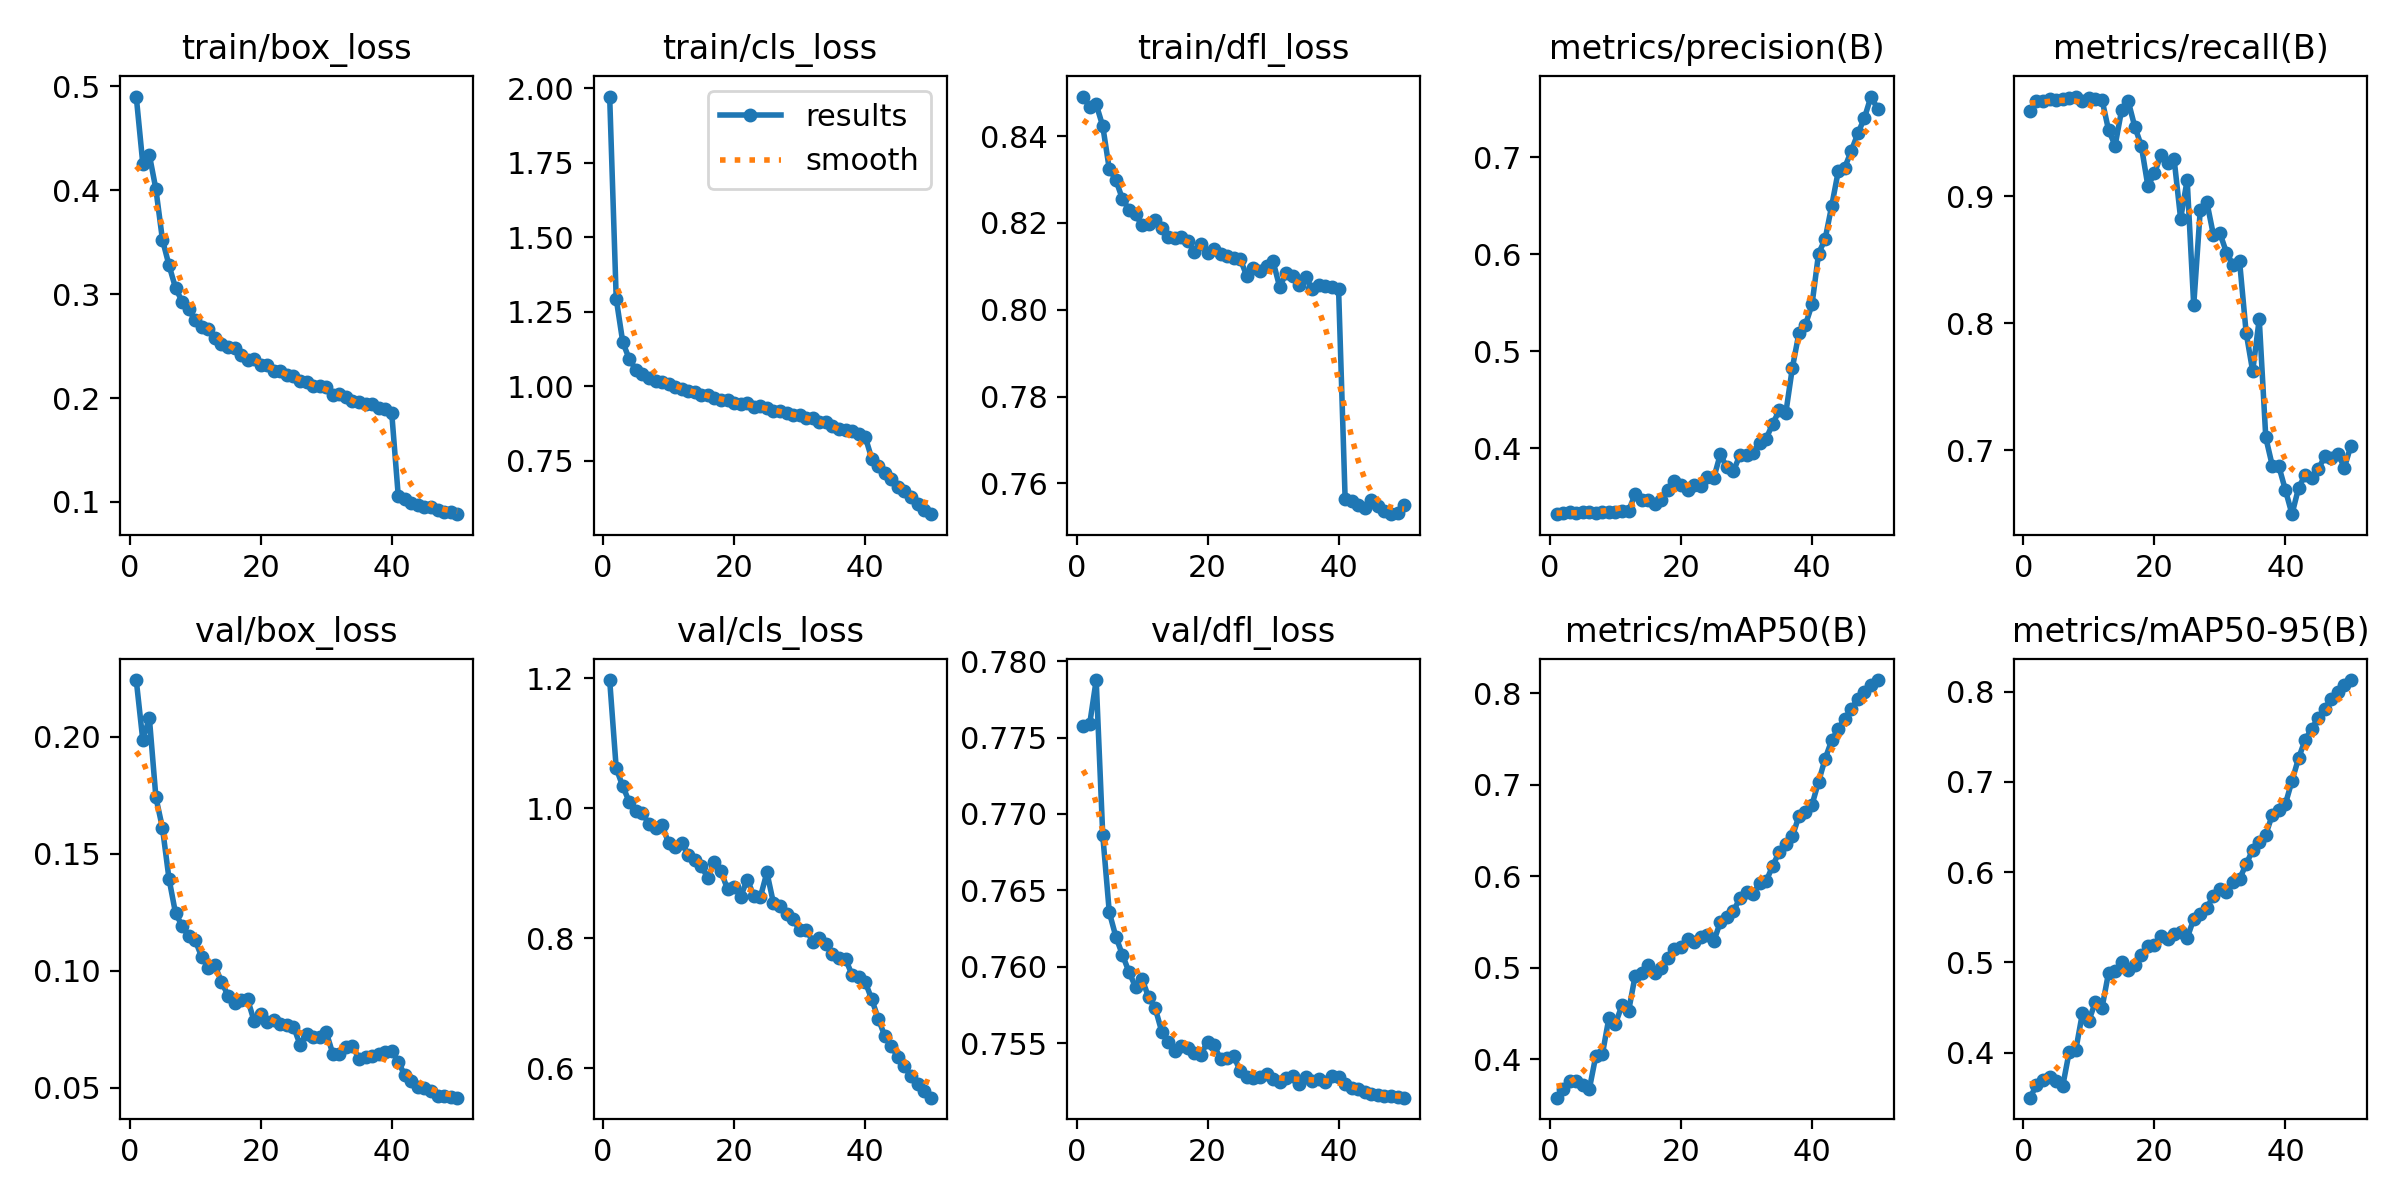 train/box_loss
0.5
0.4
0.3
0.2
0.1
0 20 40
train/cls_loss
results
smooth
2.00
1.75
1.50
1.25
1.00
0.75
0 20 40
train/dfl_loss
0.84
0.82
0.80
0.78
0.76
0 20 40
metrics/precision(B)
0.7
0.6
0.5
0.4
0 20 40
metrics/recall(B)
0.9
0.8
0.7
0 20 40
val/box_loss
0.20
0.15
0.10
0.05
0 20 40
val/cls_loss
1.2
1.0
0.8
0.6
0 20 40
val/dfl_loss
0.780
0.775
0.770
0.765
0.760
0.755
0 20 40
metrics/mAP50(B)
0.8
0.7
0.6
0.5
0.4
0 20 40
metrics/mAP50-95(B)
0.8
0.7
0.6
0.5
0.4
0 20 40